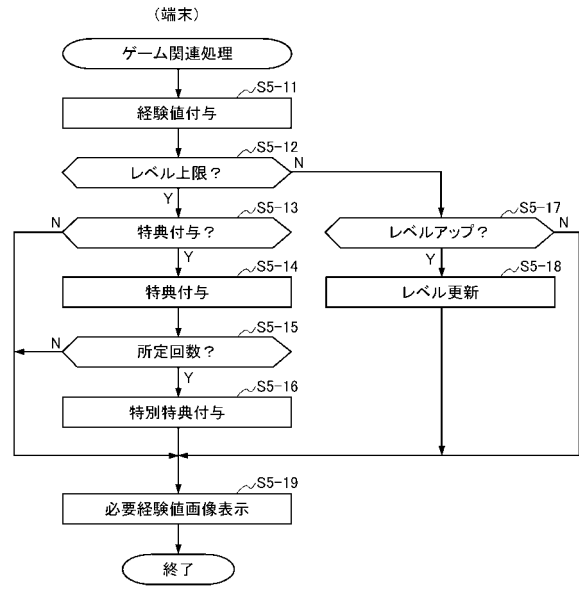 (端末)
ゲーム関連処理
S5-11
経験値付与
S5-12
レベル上限?
N
Y
S5-13
特典付与?
N
Y
S5-17
レベルアップ?
N
Y
S5-14
特典付与
S5-18
レベル更新
S5-15
所定回数?
N
Y
S5-16
特別特典付与
S5-19
必要経験値画像表示
終了